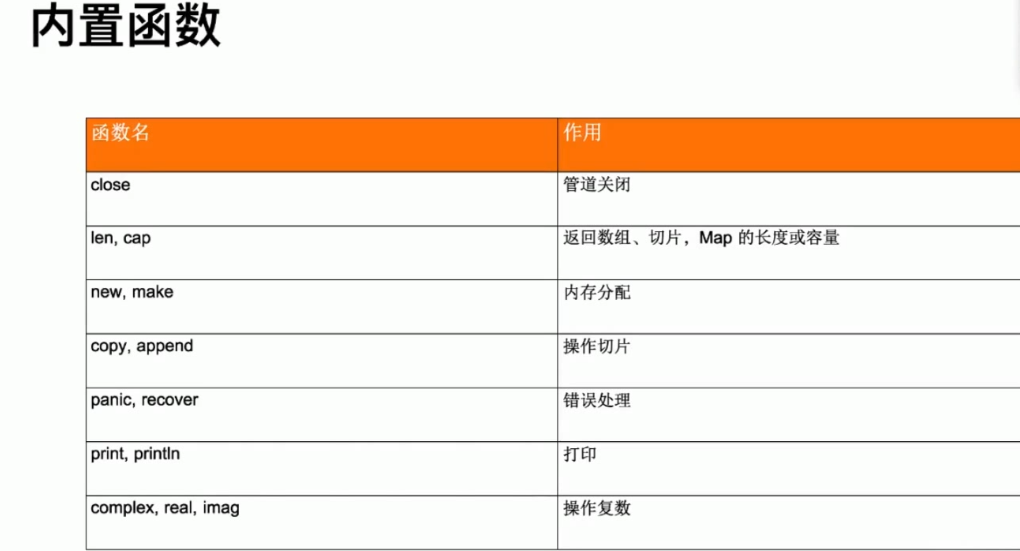 内置函数
函数名 作用
close 管道关闭
len, cap 返回数组、切片，Map 的长度或容量
new, make 内存分配
copy, append 操作切片
panic, recover 错误处理
print, println 打印
complex, real, imag 操作复数